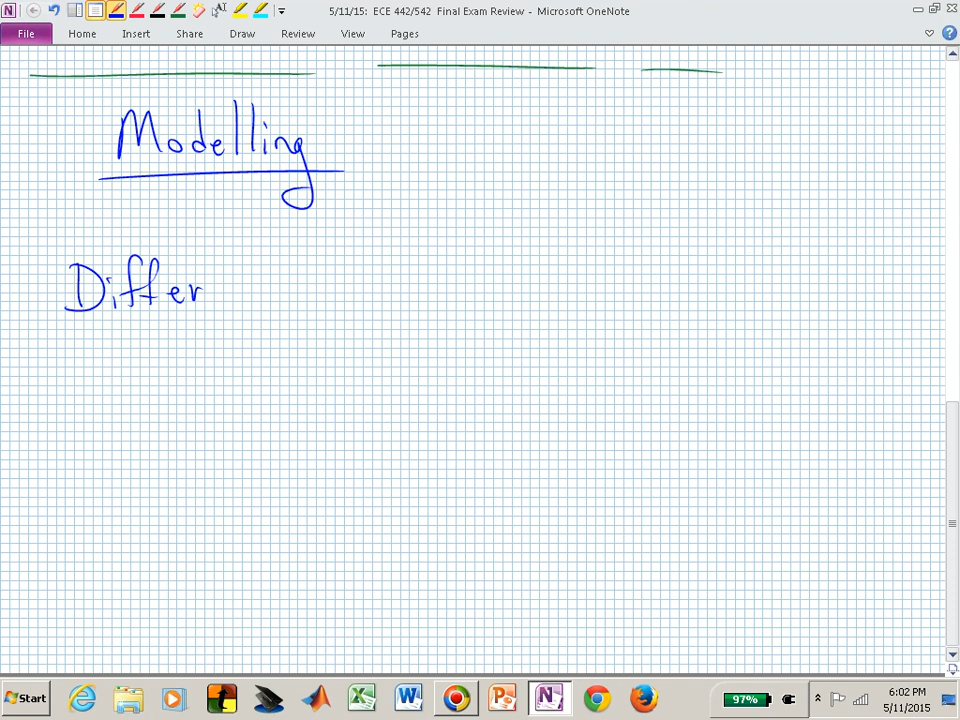 5/11/15: ECE 442/542 Final Exam Review - Microsoft OneNote
File Home Insert Share Draw Review View Pages
Modelling
Differ
Start
97%
6:02 PM
5/11/2015